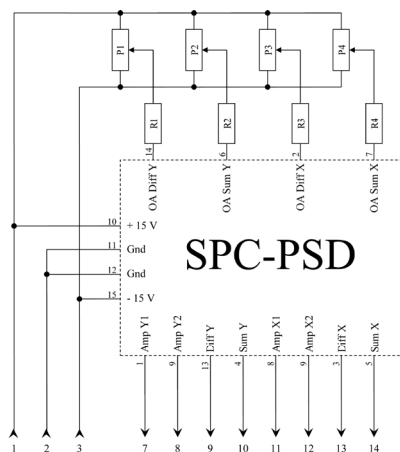 P1 P2 P3 P4
R1 R2 R3 R4
14 6 2 7
OA Diff Y OA Sum Y OA Diff X OA Sum X
10 + 15 V
11 Gnd
12 Gnd
15 - 15 V
SPC-PSD
Amp Y1 Amp Y2 Diff Y Sum Y Amp X1 Amp X2 Diff X Sum X
1 9 13 4 8 9 3 5
1 2 3 7 8 9 10 11 12 13 14